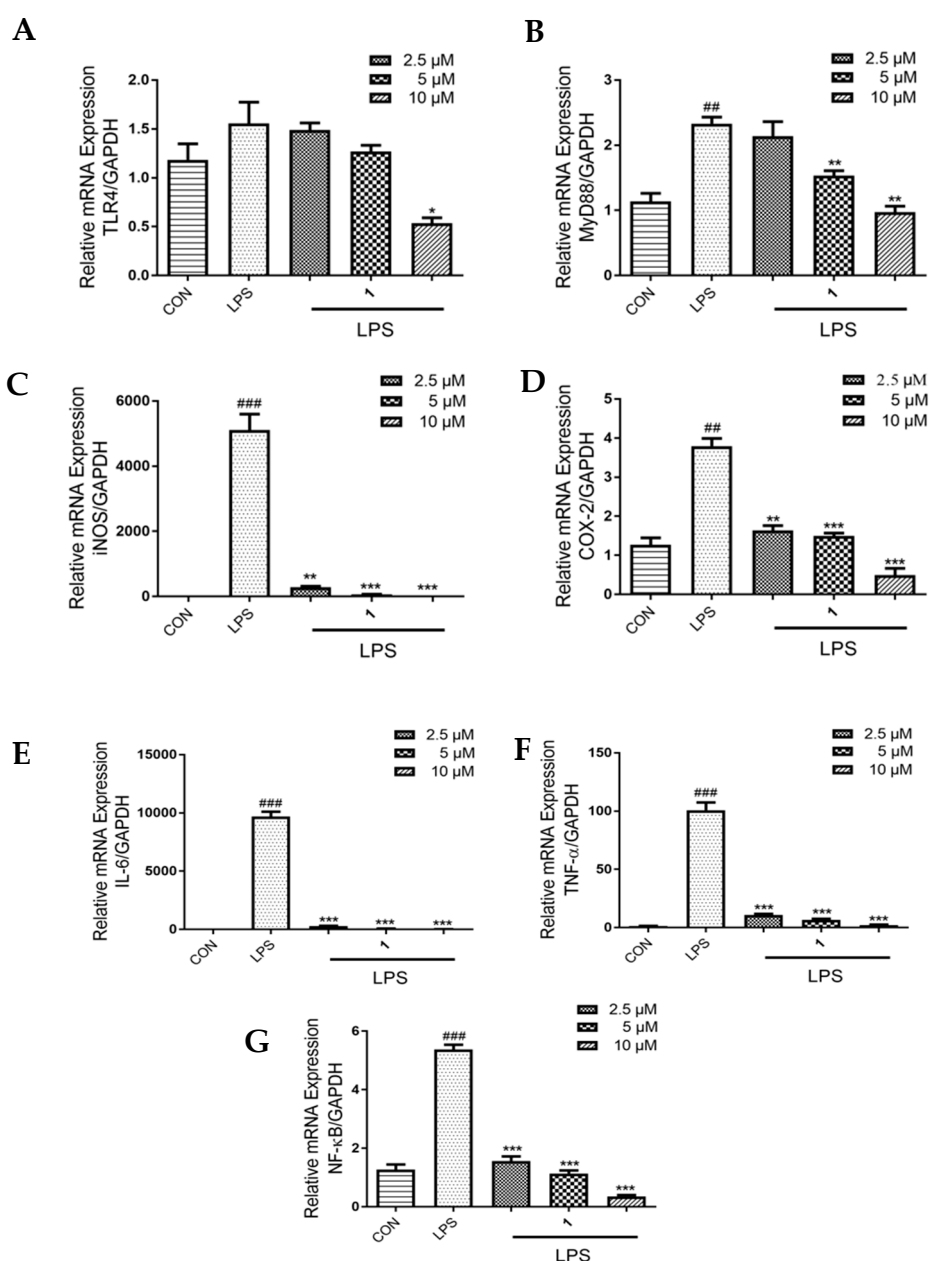 A
Relative mRNA Expression
TLR4/GAPDH
2.5 µM
5 µM
10 µM
2.0
1.5
1.0
0.5
0.0
*
CON
LPS
1
LPS
B
Relative mRNA Expression
MyD88/GAPDH
2.5 µM
5 µM
10 µM
3
2
1
0
##
**
**
CON
LPS
1
LPS
C
Relative mRNA Expression
iNOS/GAPDH
2.5 µM
5 µM
10 µM
6000
4000
2000
0
###
**
***
***
CON
LPS
1
LPS
D
Relative mRNA Expression
COX-2/GAPDH
2.5 µM
5 µM
10 µM
5
4
3
2
1
0
##
**
***
***
CON
LPS
1
LPS
E
Relative mRNA Expression
IL-6/GAPDH
2.5 µM
5 µM
10 µM
15000
10000
5000
0
###
***
***
***
CON
LPS
1
LPS
F
Relative mRNA Expression
TNF-α/GAPDH
2.5 µM
5 µM
10 µM
150
100
50
0
###
***
***
***
CON
LPS
1
LPS
G
Relative mRNA Expression
NF-κB/GAPDH
2.5 µM
5 µM
10 µM
6
4
2
0
###
***
***
***
CON
LPS
1
LPS